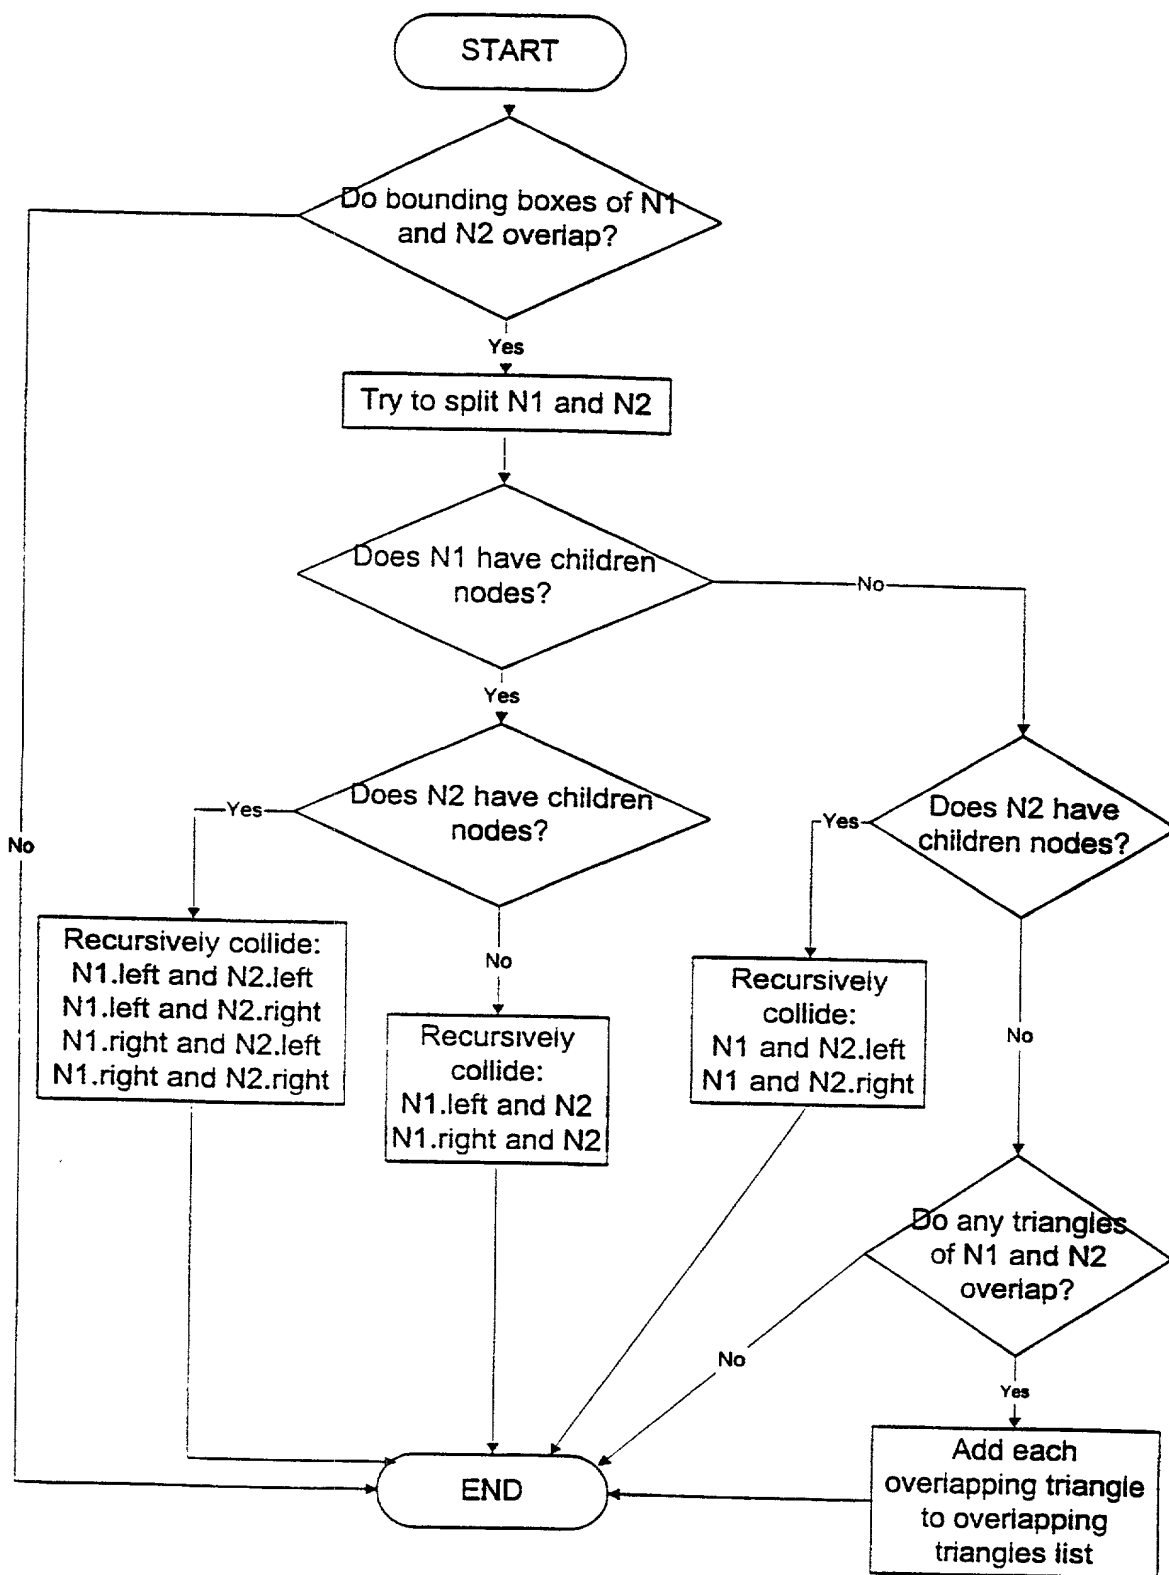 START
Do bounding boxes of N1
and N2 overlap?
Yes
Try to split N1 and N2
Does N1 have children
nodes?
No
Yes
Does N2 have children
nodes?
Yes
Does N2 have
children nodes?
Yes
No
Recursively collide:
N1.left and N2.left
N1.left and N2.right
N1.right and N2.left
N1.right and N2.right
No
Recursively
collide:
N1.left and N2
N1.right and N2
Recursively
collide:
N1 and N2.left
N1 and N2.right
No
Do any triangles
of N1 and N2
overlap?
No
Yes
Add each
overlapping triangle
to overlapping
triangles list
END